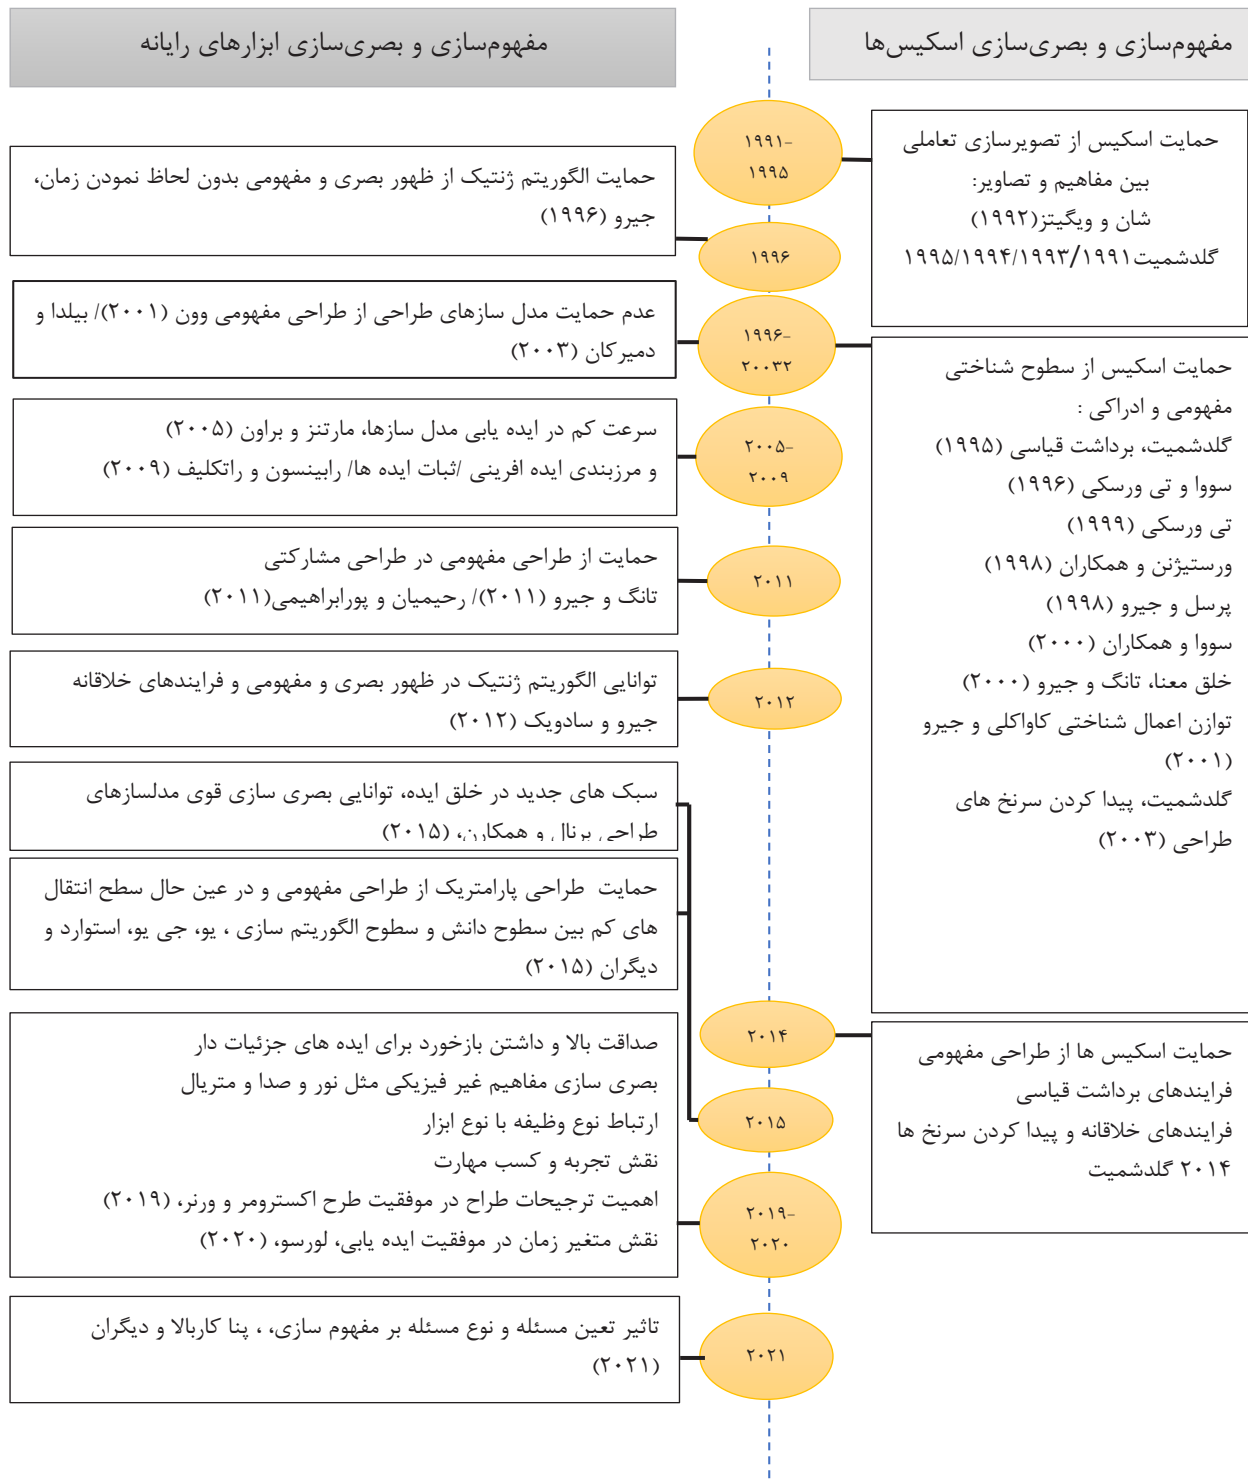 مفهوم‌سازی و بصری‌سازی اسکیس‌ها
مفهوم‌سازی و بصری‌سازی ابزارهای رایانه
حمایت اسکیس از تصویرسازی تعاملی
بین مفاهیم و تصاویر:
شان و ویگیتز(۱۹۹۲)
گلدشمیت۱۹۹۱/۱۹۹۳/۱۹۹۴/۱۹۹۵
حمایت اسکیس از سطوح شناختی
مفهومی و ادراکی :
گلدشمیت، برداشت قیاسی (۱۹۹۵)
سووا و تی ورسکی (۱۹۹۶)
تی ورسکی (۱۹۹۹)
ورستیژنن و همکاران (۱۹۹۸)
پرسل و جیرو (۱۹۹۸)
سووا و همکاران (۲۰۰۰)
خلق معنا، تانگ و جیرو (۲۰۰۰)
توازن اعمال شناختی کاواکلی و جیرو
(۲۰۰۱)
گلدشمیت، پیدا کردن سرنخ های
طراحی (۲۰۰۳)
حمایت اسکیس ها از طراحی مفهومی
فرایندهای برداشت قیاسی
فرایندهای خلاقانه و پیدا کردن سرنخ ها
۲۰۱۴ گلدشمیت
۱۹۹۱–
۱۹۹۵
۱۹۹۶
۱۹۹۶–
۲۰۰۳۲
۲۰۰۵–
۲۰۰۹
۲۰۱۱
۲۰۱۲
۲۰۱۴
۲۰۱۵
۲۰۱۹–
۲۰۲۰
۲۰۲۱
حمایت الگوریتم ژنتیک از ظهور بصری و مفهومی بدون لحاظ نمودن زمان،
جیرو (۱۹۹۶)
عدم حمایت مدل سازهای طراحی از طراحی مفهومی وون (۲۰۰۱)/ بیلدا و
دمیرکان (۲۰۰۳)
سرعت کم در ایده یابی مدل سازها، مارتنز و براون (۲۰۰۵)
و مرزبندی ایده افرینی /ثبات ایده ها/ رابینسون و راتکلیف (۲۰۰۹)
حمایت از طراحی مفهومی در طراحی مشارکتی
تانگ و جیرو (۲۰۱۱)/ رحیمیان و پورابراهیمی(۲۰۱۱)
توانایی الگوریتم ژنتیک در ظهور بصری و مفهومی و فرایندهای خلاقانه
جیرو و سادویک (۲۰۱۲)
سبک های جدید در خلق ایده، توانایی بصری سازی قوی مدلسازهای
طراحی برنال و همکارن، (۲۰۱۵)
حمایت طراحی پارامتریک از طراحی مفهومی و در عین حال سطح انتقال
های کم بین سطوح دانش و سطوح الگوریتم سازی ، یو، جی یو، استوارد و
دیگران (۲۰۱۵)
صداقت بالا و داشتن بازخورد برای ایده های جزئیات دار
بصری سازی مفاهیم غیر فیزیکی مثل نور و صدا و متریال
ارتباط نوع وظیفه با نوع ابزار
نقش تجربه و کسب مهارت
اهمیت ترجیحات طراح در موفقیت طرح اکسترومر و ورنر، (۲۰۱۹)
نقش متغیر زمان در موفقیت ایده یابی، لورسو، (۲۰۲۰)
تاثیر تعین مسئله و نوع مسئله بر مفهوم سازی، ، پنا کاربالا و دیگران
(۲۰۲۱)